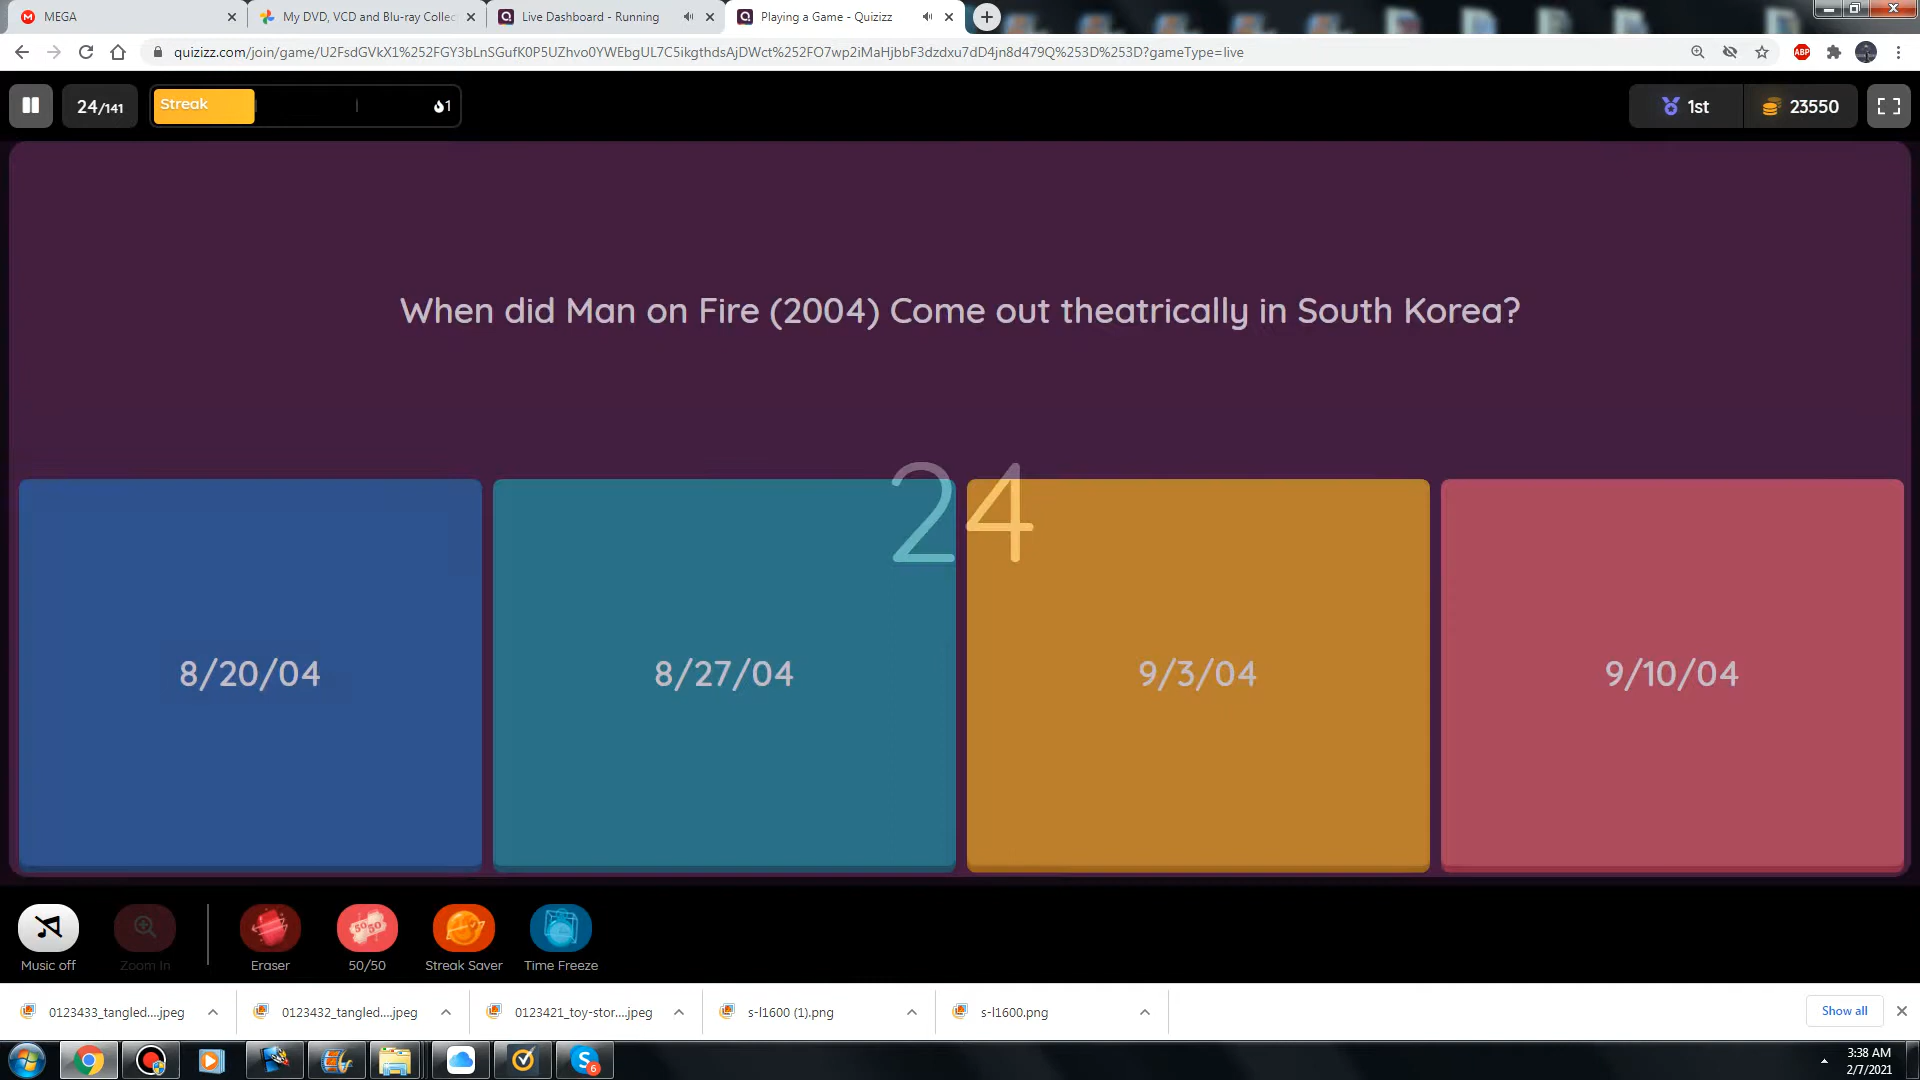 MEGA
My DVD, VCD and Blu-ray Collec
Live Dashboard - Running
Playing a Game - Quizizz
quizizz.com/join/game/U2FsdGVkX1%252FGY3bLnSGufK0P5UZhvo0YWEbgUL7C5ikgthdsAjDWct%252FO7wp2iMaHjbbF3dzdxu7dD4jn8d479Q%253D%253D?gameType=live
ABP
24/141
Streak
1
1st
23550
When did Man on Fire (2004) Come out theatrically in South Korea?
24
8/20/04
8/27/04
9/3/04
9/10/04
50 50
Music off
Zoom In
Eraser
50/50
Streak Saver
Time Freeze
0123433_tangled....jpeg
0123432_tangled....jpeg
0123421_toy-stor....jpeg
s-l1600 (1).png
s-l1600.png
Show all
6
3:38 AM
2/7/2021